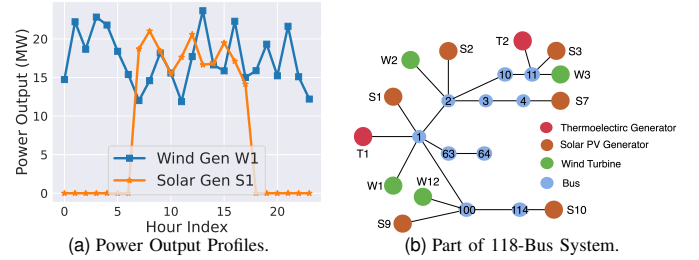 Power Output (MW)
20
15
10
5
0
Wind Gen W1
Solar Gen S1
0 5 10 15 20
Hour Index
(a) Power Output Profiles.
T2
S3
W2
S2
10 11
W3
S1
2 3 4
S7
1
T1
63 64
W1
W12
100 114
S10
S9
Thermoelectirc Generator
Solar PV Generator
Wind Turbine
Bus
(b) Part of 118-Bus System.